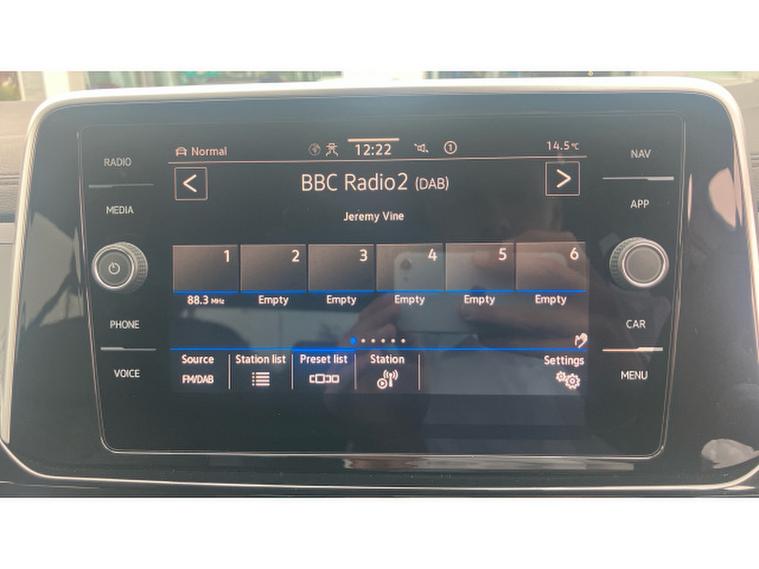 Normal
12:22
1
14.5°C
BBC Radio2 (DAB)
Jeremy Vine
1 2 3 4 5 6
88.3 MHz Empty Empty Empty Empty Empty
Source Station list Preset list Station Settings
FM/DAB
RADIO
MEDIA
PHONE
VOICE
NAV
APP
CAR
MENU